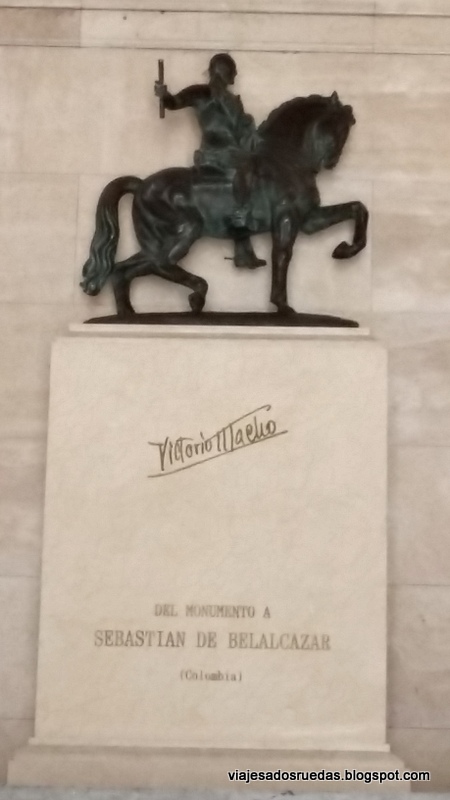 Victorio Macho
DEL MONUMENTO A
SEBASTIAN DE BELALCAZAR
(Colombia)
viajesadosruedas.blogspot.com